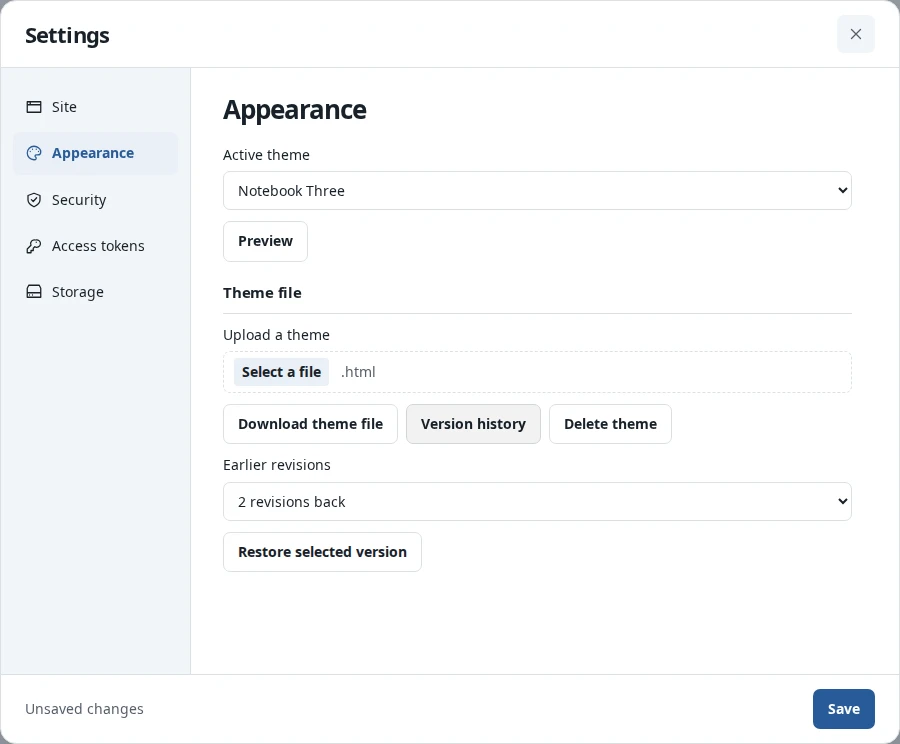 Settings
Site
Appearance
Security
Access tokens
Storage
Appearance
Active theme
Notebook Three
Preview
Theme file
Upload a theme
Select a file .html
Download theme file Version history Delete theme
Earlier revisions
2 revisions back
Restore selected version
Unsaved changes
Save